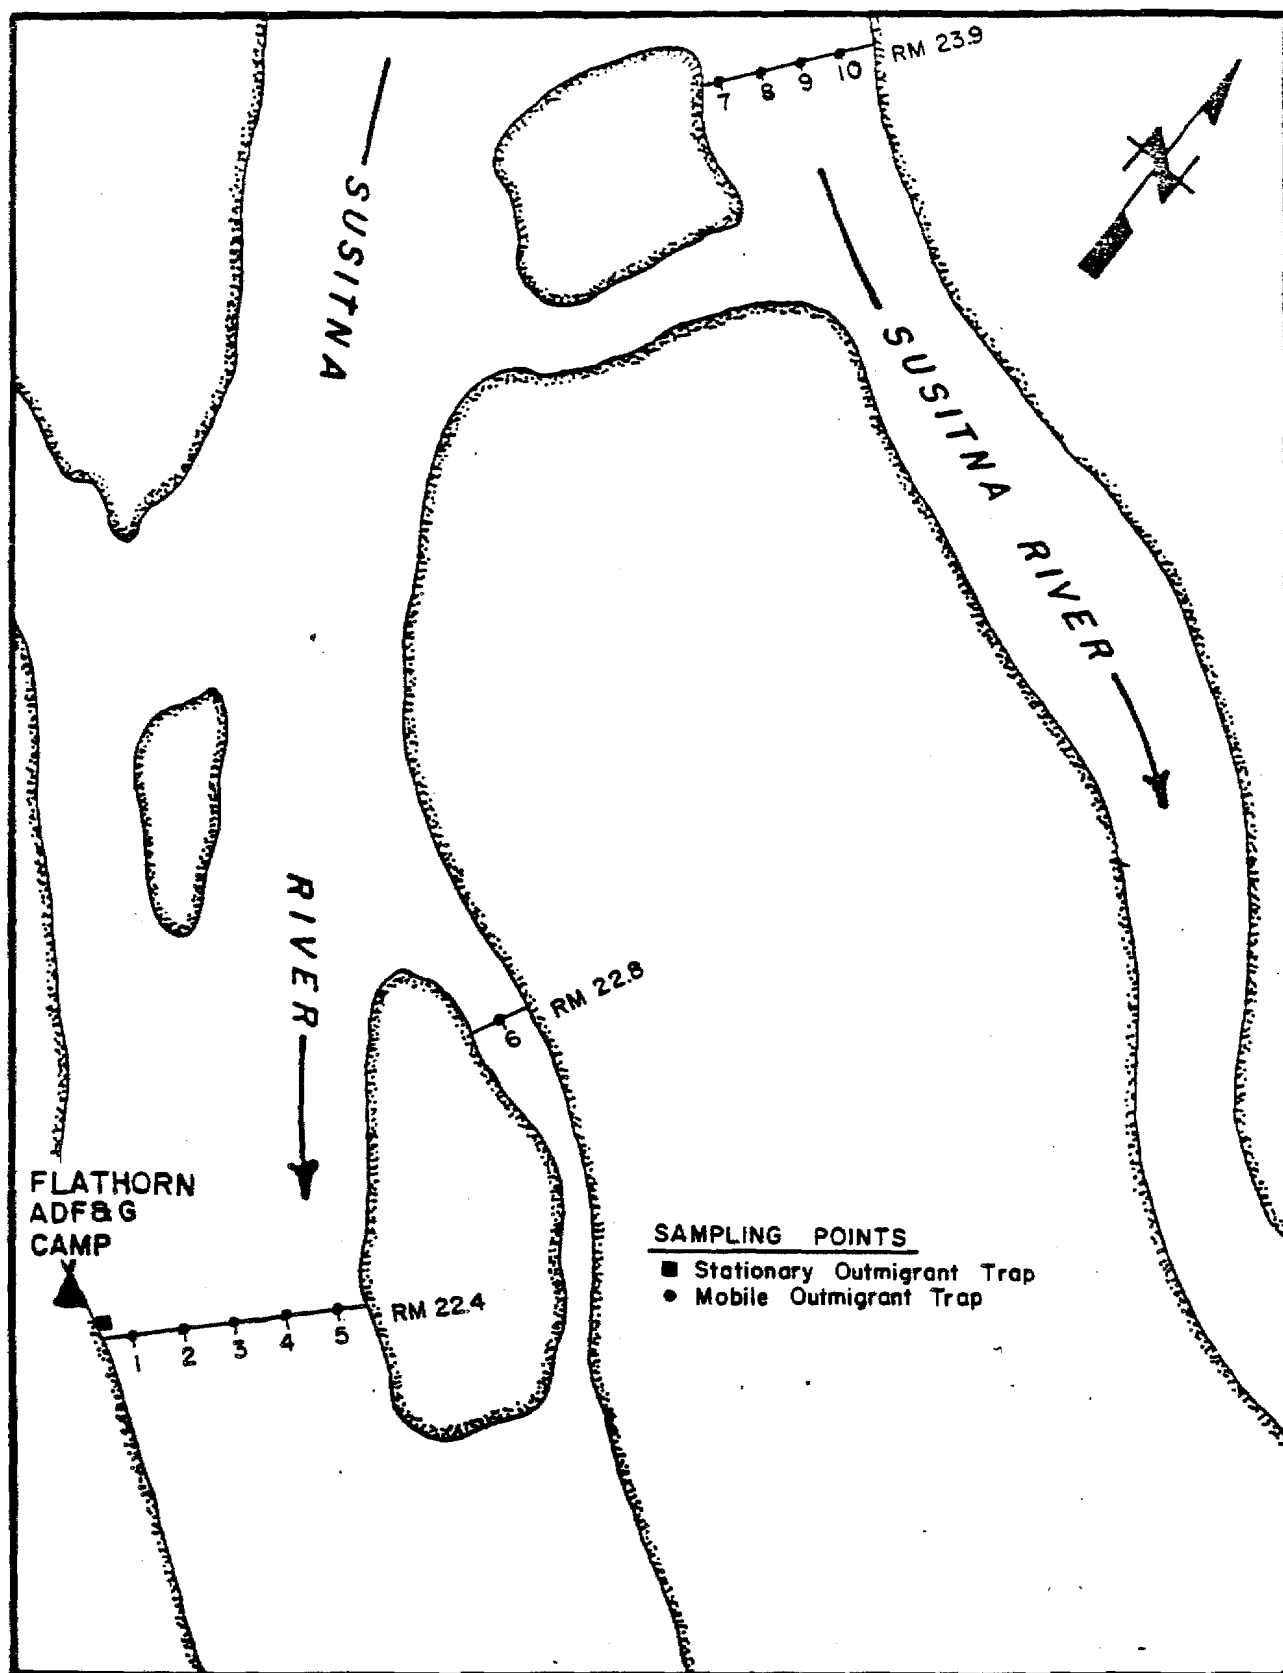 RM 23.9
7 8 9 10
SUSITNA
SUSITNA RIVER
RIVER
RM 22.8
6
FLATHORN
ADF&G
CAMP
RM 22.4
1 2 3 4 5
SAMPLING POINTS
Stationary Outmigrant Trap
Mobile Outmigrant Trap